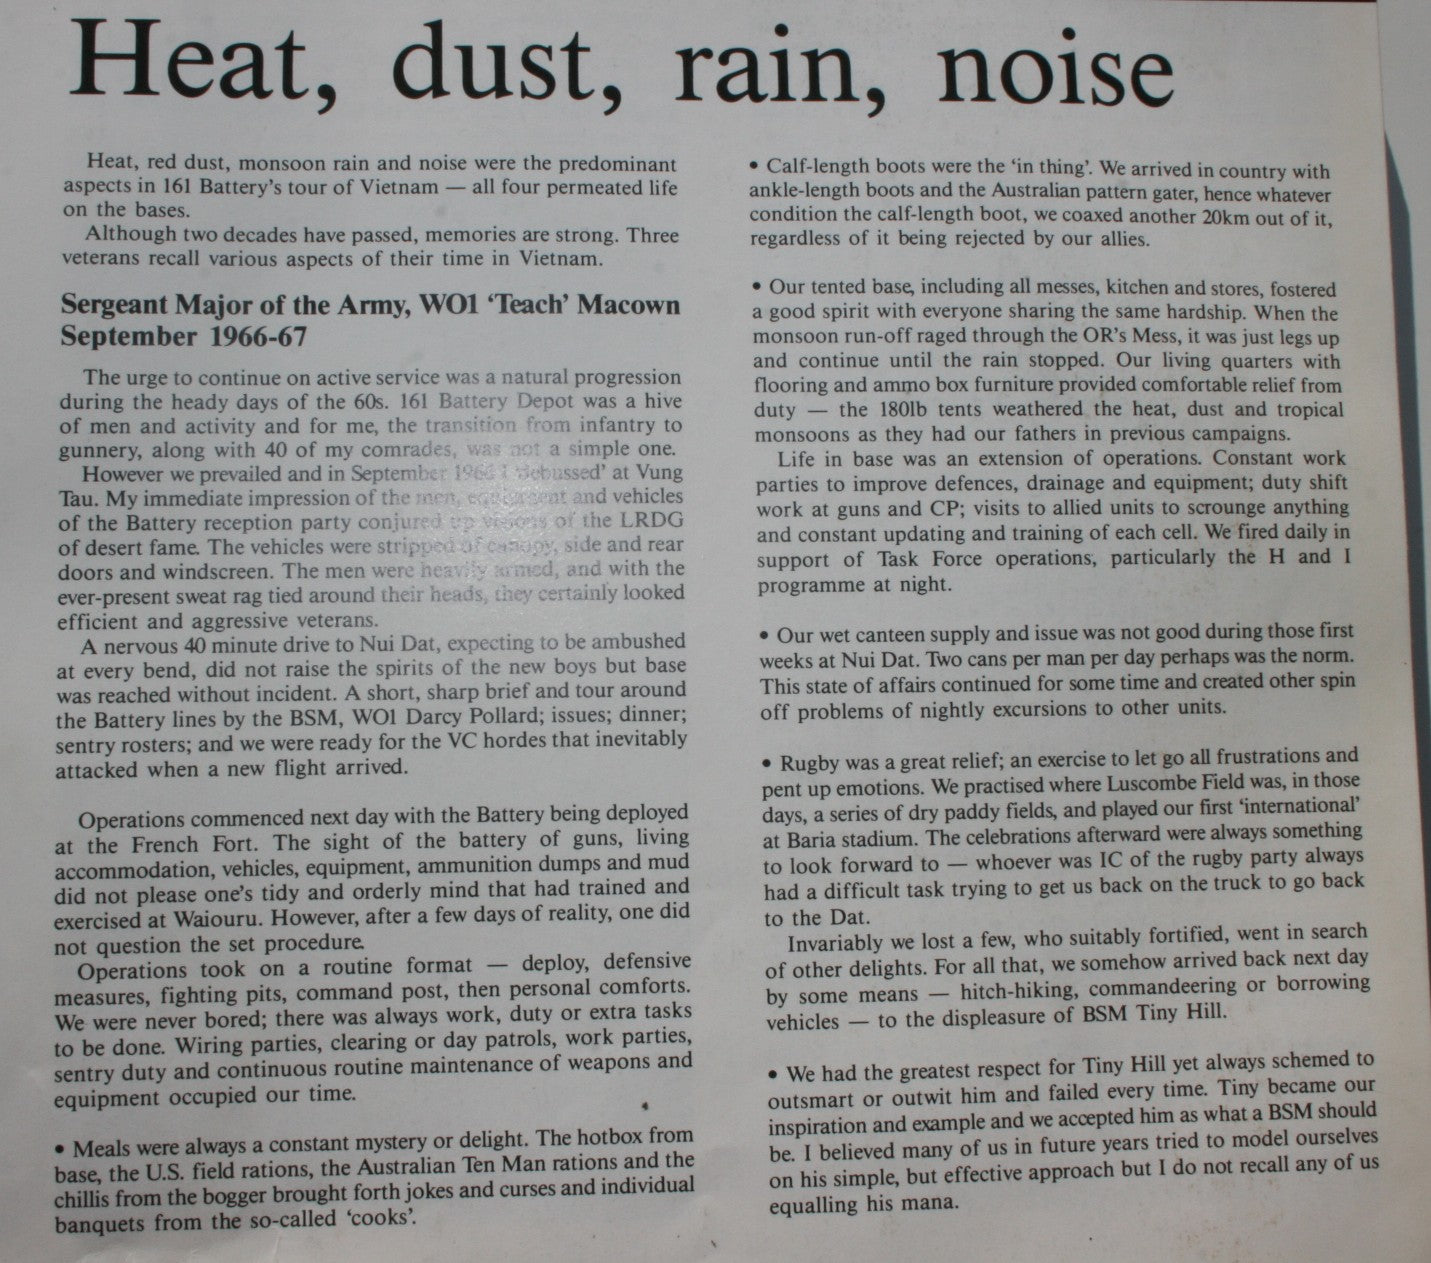 Heat, dust, rain, noise
Heat, red dust, monsoon rain and noise were the predominant
aspects in 161 Battery's tour of Vietnam — all four permeated life
on the bases.
Although two decades have passed, memories are strong. Three
veterans recall various aspects of their time in Vietnam.
Sergeant Major of the Army, WO1 'Teach' Macown
September 1966-67
The urge to continue on active service was a natural progression
during the heady days of the 60s. 161 Battery Depot was a hive
of men and activity and for me, the transition from infantry to
gunnery, along with 40 of my comrades, was not a simple one.
However we prevailed and in September 1966 I 'debussed' at Vung
Tau. My immediate impression of the men, equipment and vehicles
of the Battery reception party conjured up visions of the LRDG
of desert fame. The vehicles were stripped of canopy, side and rear
doors and windscreen. The men were heavily armed, and with the
ever-present sweat rag tied around their heads, they certainly looked
efficient and aggressive veterans.
A nervous 40 minute drive to Nui Dat, expecting to be ambushed
at every bend, did not raise the spirits of the new boys but base
was reached without incident. A short, sharp brief and tour around
the Battery lines by the BSM, WO1 Darcy Pollard; issues; dinner;
sentry rosters; and we were ready for the VC hordes that inevitably
attacked when a new flight arrived.
Operations commenced next day with the Battery being deployed
at the French Fort. The sight of the battery of guns, living
accommodation, vehicles, equipment, ammunition dumps and mud
did not please one's tidy and orderly mind that had trained and
exercised at Waiouru. However, after a few days of reality, one did
not question the set procedure.
Operations took on a routine format — deploy, defensive
measures, fighting pits, command post, then personal comforts.
We were never bored; there was always work, duty or extra tasks
to be done. Wiring parties, clearing or day patrols, work parties,
sentry duty and continuous routine maintenance of weapons and
equipment occupied our time.
• Meals were always a constant mystery or delight. The hotbox from
base, the U.S. field rations, the Australian Ten Man rations and the
chillis from the bogger brought forth jokes and curses and individual
banquets from the so-called 'cooks'.
• Calf-length boots were the 'in thing'. We arrived in country with
ankle-length boots and the Australian pattern gater, hence whatever
condition the calf-length boot, we coaxed another 20km out of it,
regardless of it being rejected by our allies.
• Our tented base, including all messes, kitchen and stores, fostered
a good spirit with everyone sharing the same hardship. When the
monsoon run-off raged through the OR's Mess, it was just legs up
and continue until the rain stopped. Our living quarters with
flooring and ammo box furniture provided comfortable relief from
duty — the 180lb tents weathered the heat, dust and tropical
monsoons as they had our fathers in previous campaigns.
Life in base was an extension of operations. Constant work
parties to improve defences, drainage and equipment; duty shift
work at guns and CP; visits to allied units to scrounge anything
and constant updating and training of each cell. We fired daily in
support of Task Force operations, particularly the H and I
programme at night.
• Our wet canteen supply and issue was not good during those first
weeks at Nui Dat. Two cans per man per day perhaps was the norm.
This state of affairs continued for some time and created other spin
off problems of nightly excursions to other units.
• Rugby was a great relief; an exercise to let go all frustrations and
pent up emotions. We practised where Luscombe Field was, in those
days, a series of dry paddy fields, and played our first 'international'
at Baria stadium. The celebrations afterward were always something
to look forward to — whoever was IC of the rugby party always
had a difficult task trying to get us back on the truck to go back
to the Dat.
Invariably we lost a few, who suitably fortified, went in search
of other delights. For all that, we somehow arrived back next day
by some means — hitch-hiking, commandeering or borrowing
vehicles — to the displeasure of BSM Tiny Hill.
• We had the greatest respect for Tiny Hill yet always schemed to
outsmart or outwit him and failed every time. Tiny became our
inspiration and example and we accepted him as what a BSM should
be. I believed many of us in future years tried to model ourselves
on his simple, but effective approach but I do not recall any of us
equalling his mana.